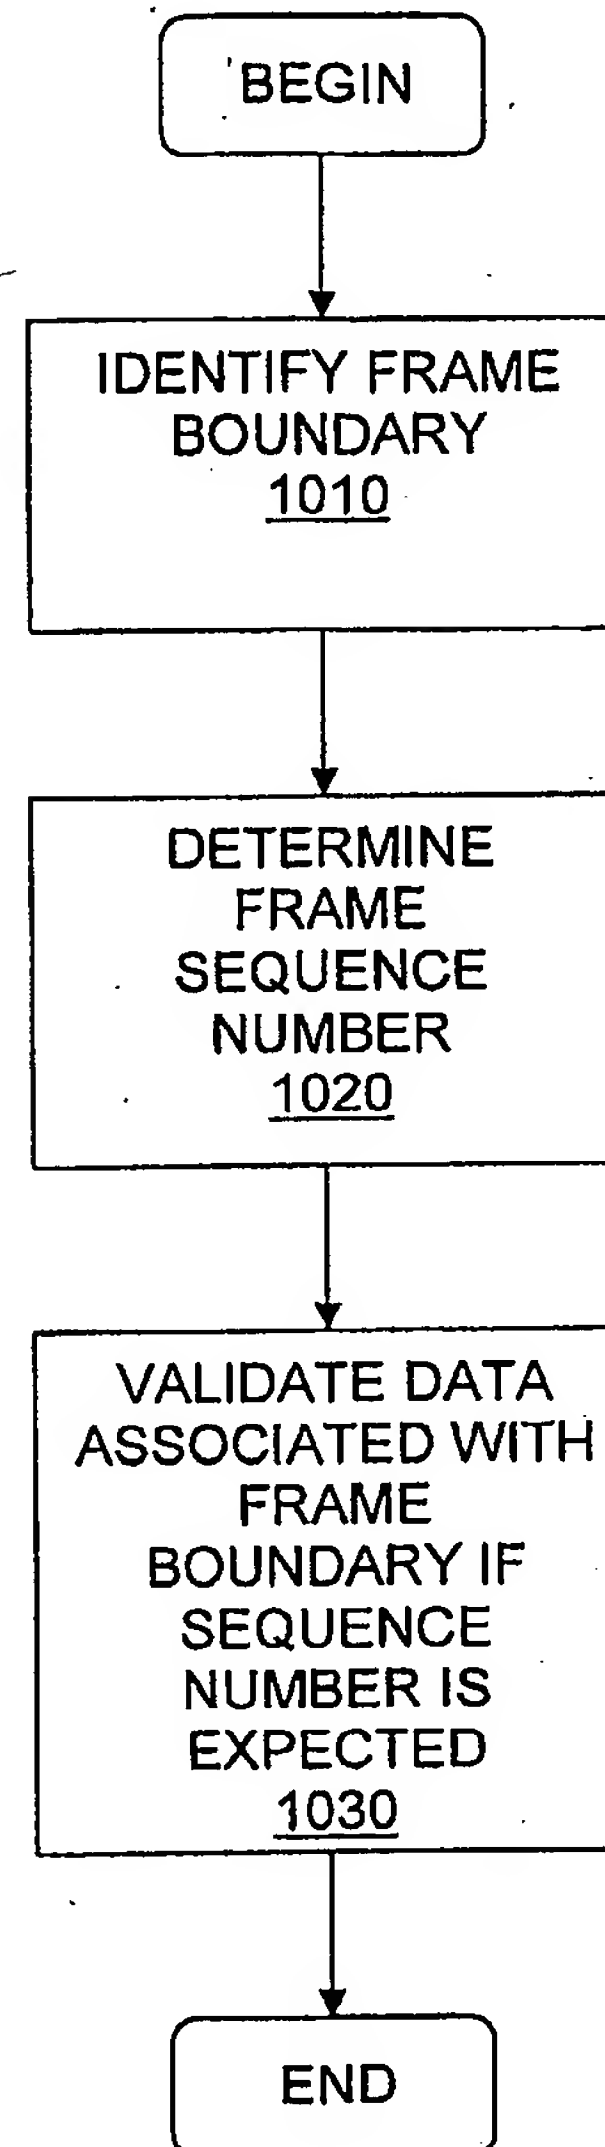 BEGIN
IDENTIFY FRAME
BOUNDARY
1010
DETERMINE
FRAME
SEQUENCE
NUMBER
1020
VALIDATE DATA
ASSOCIATED WITH
FRAME
BOUNDARY IF
SEQUENCE
NUMBER IS
EXPECTED
1030
END